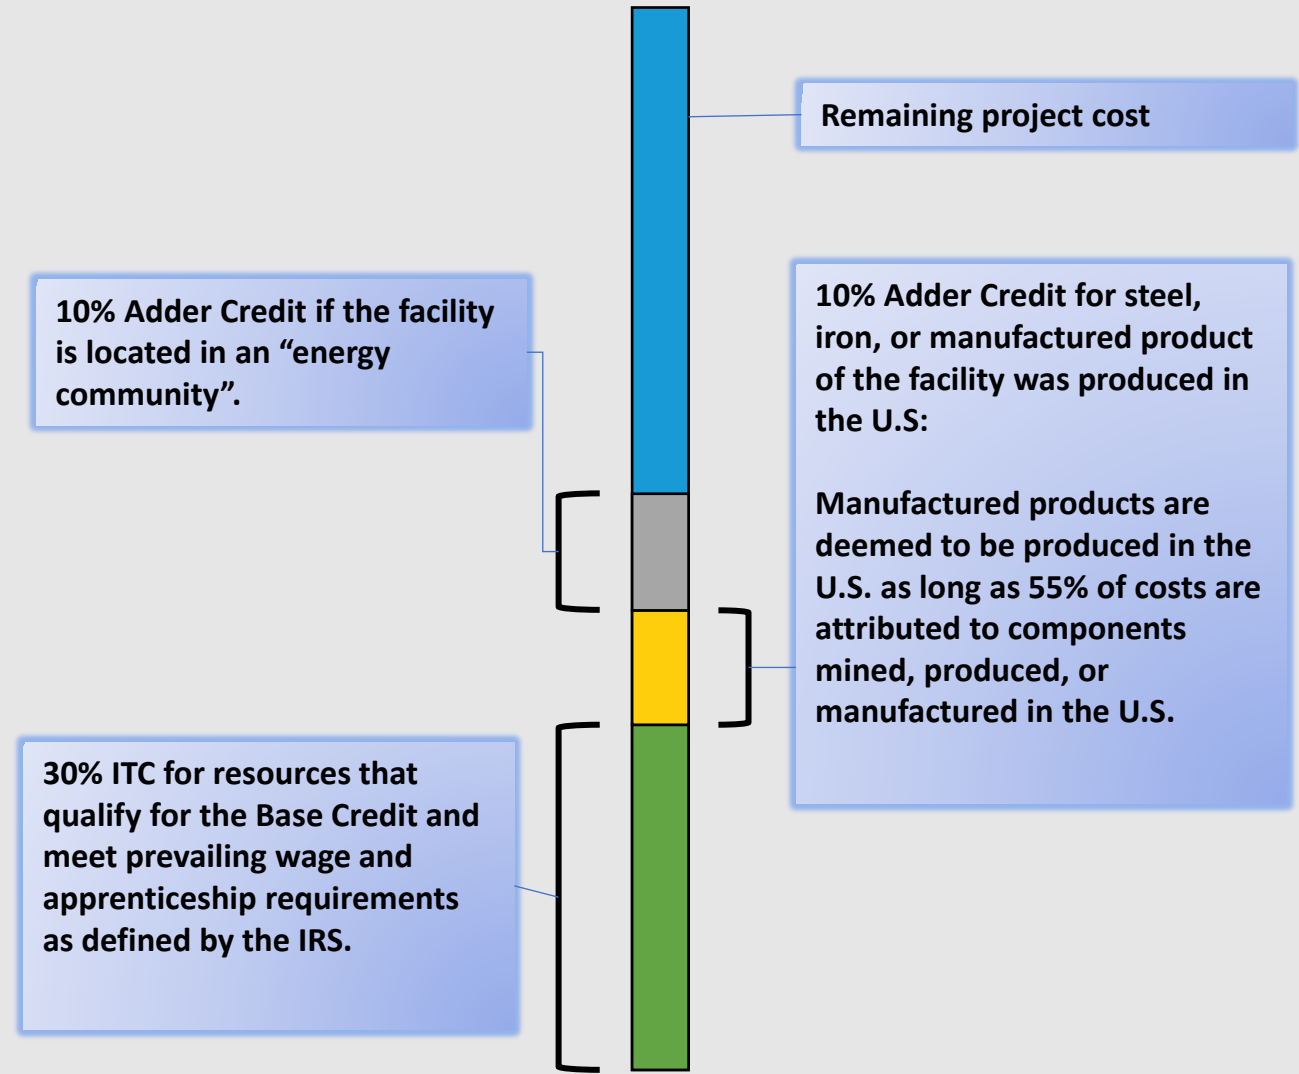 Remaining project cost
10% Adder Credit if the facility
is located in an “energy
community”.
10% Adder Credit for steel,
iron, or manufactured product
of the facility was produced in
the U.S:
Manufactured products are
deemed to be produced in the
U.S. as long as 55% of costs are
attributed to components
mined, produced, or
manufactured in the U.S.
30% ITC for resources that
qualify for the Base Credit and
meet prevailing wage and
apprenticeship requirements
as defined by the IRS.